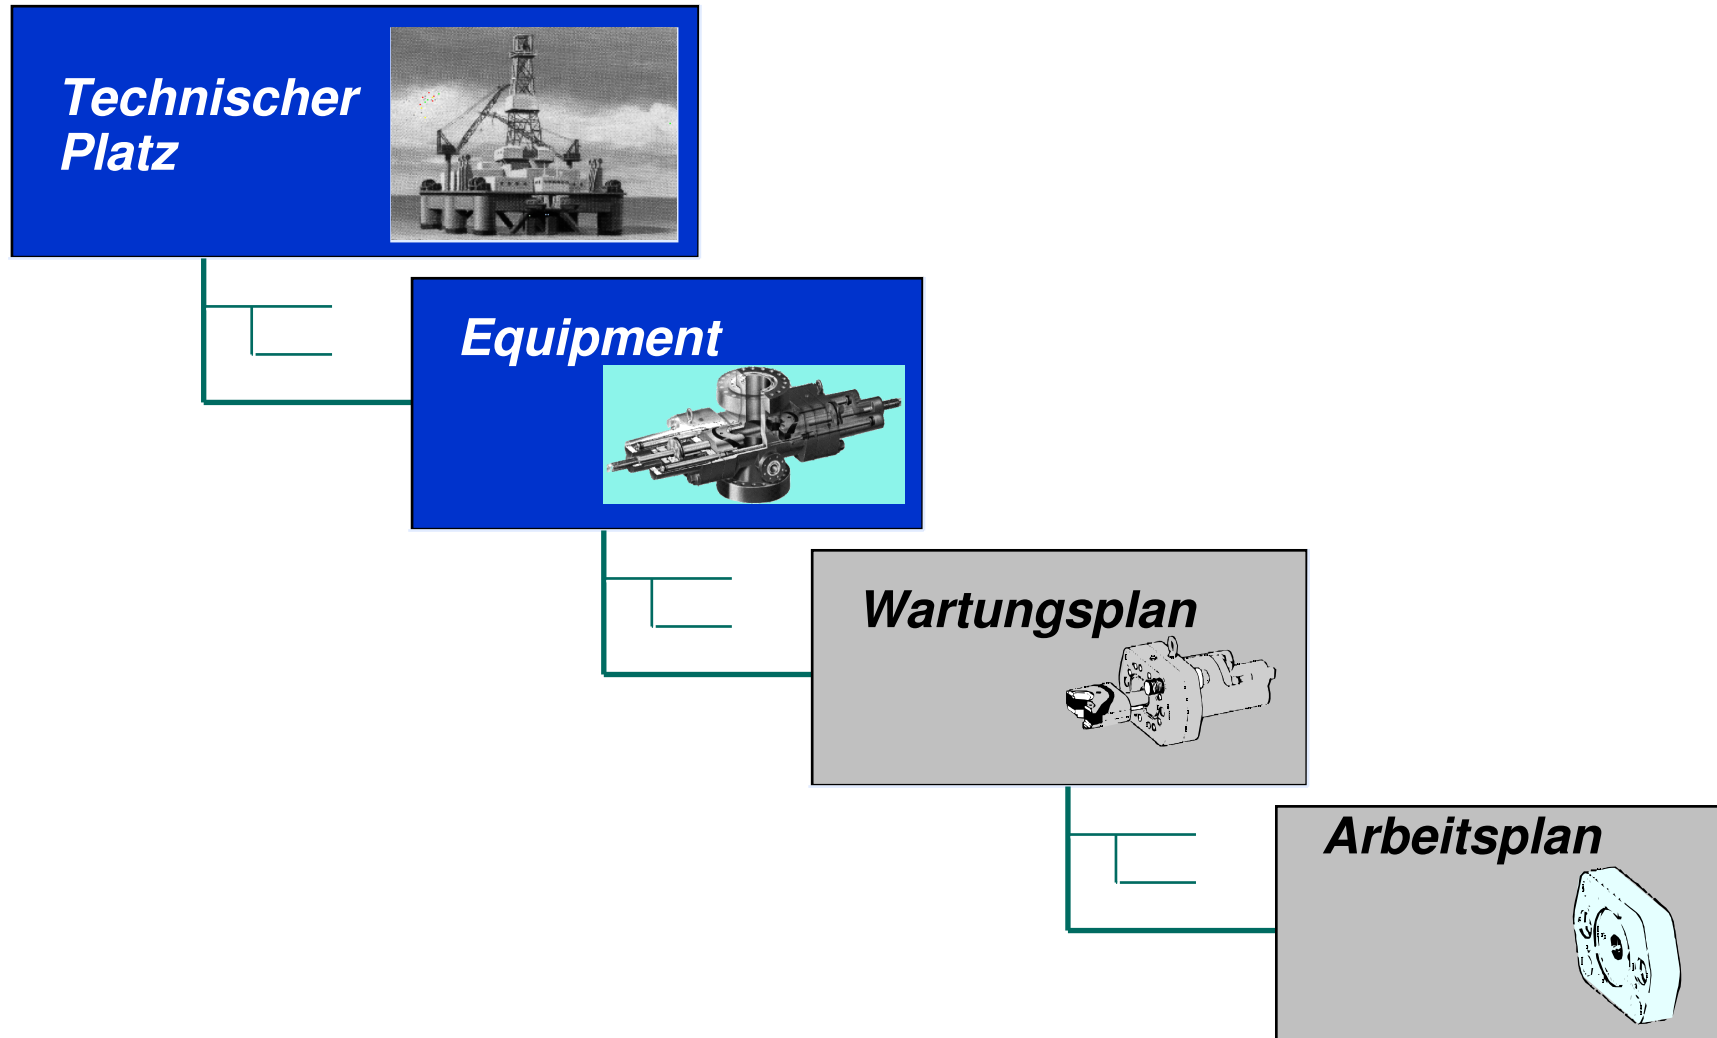 Technischer
Platz
Equipment
Wartungsplan
Arbeitsplan